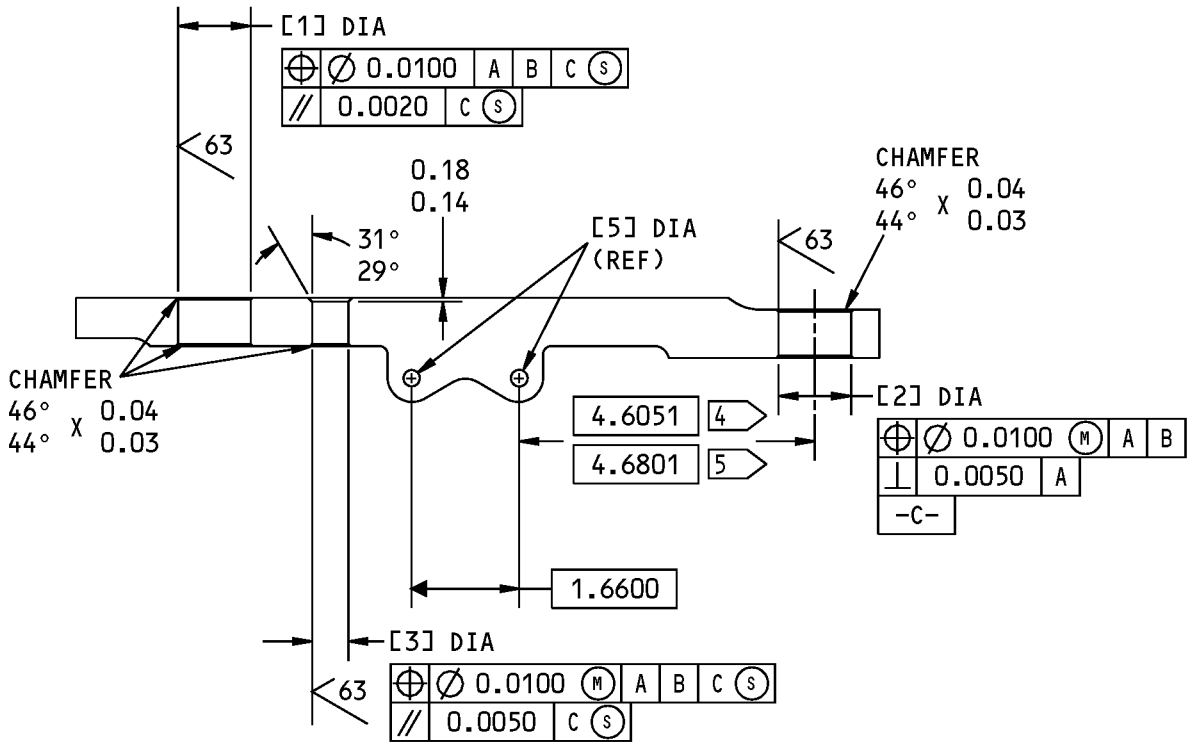 [1] DIA
⌖ ⌀ 0.0100 A B C Ⓢ
// 0.0020 C Ⓢ
63
0.18
0.14
31°
29°
[5] DIA
(REF)
CHAMFER
46° X 0.04
44° 0.03
63
CHAMFER
46° X 0.04
44° 0.03
4.6051 4
4.6801 5
[2] DIA
⌖ ⌀ 0.0100 Ⓜ A B
⊥ 0.0050 A
-C-
1.6600
[3] DIA
63
⌖ ⌀ 0.0100 Ⓜ A B C Ⓢ
// 0.0050 C Ⓢ